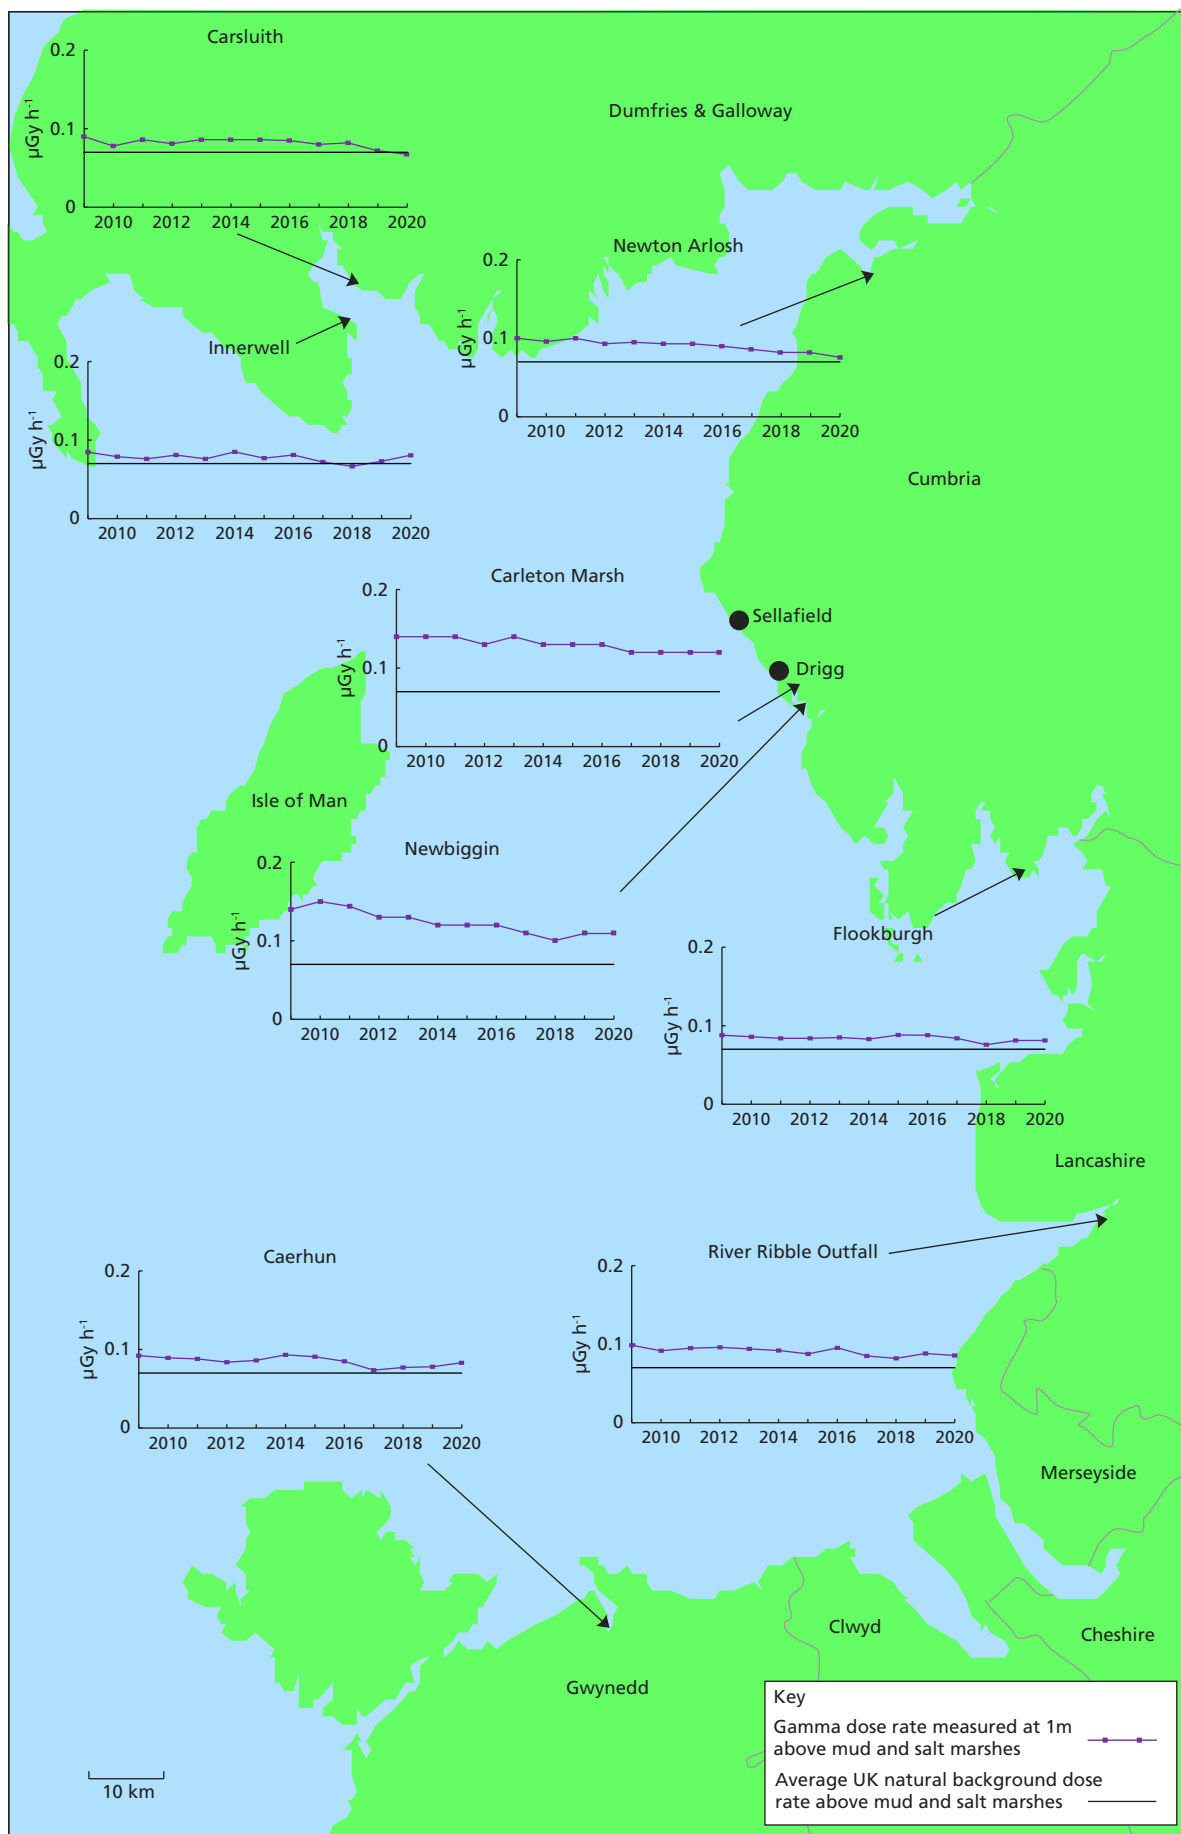 Carsluith
0.2
0.1
0
µGy h-1
2010 2012 2014 2016 2018 2020
Dumfries & Galloway
Newton Arlosh
0.2
0.1
0
µGy h-1
2010 2012 2014 2016 2018 2020
Innerwell
0.2
0.1
0
µGy h-1
2010 2012 2014 2016 2018 2020
Cumbria
Carleton Marsh
0.2
0.1
0
µGy h-1
2010 2012 2014 2016 2018 2020
Sellafield
Drigg
Isle of Man
Newbiggin
0.2
0.1
0
µGy h-1
2010 2012 2014 2016 2018 2020
Flookburgh
0.2
0.1
0
µGy h-1
2010 2012 2014 2016 2018 2020
Lancashire
Caerhun
0.2
0.1
0
µGy h-1
2010 2012 2014 2016 2018 2020
River Ribble Outfall
0.2
0.1
0
µGy h-1
2010 2012 2014 2016 2018 2020
Merseyside
Clwyd
Cheshire
Gwynedd
10 km
Key
Gamma dose rate measured at 1m
above mud and salt marshes
Average UK natural background dose
rate above mud and salt marshes